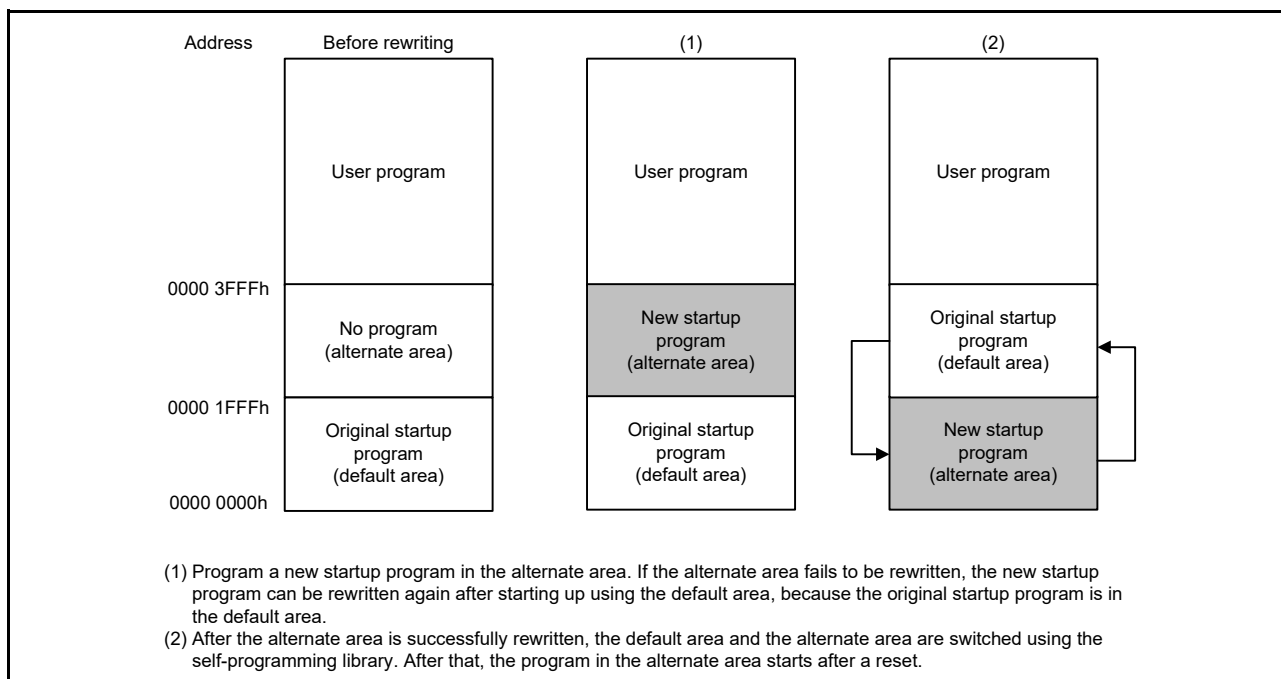 Address Before rewriting (1) (2)
User program User program User program
0000 3FFFh
No program
(alternate area)
New startup
program
(alternate area)
Original startup
program
(default area)
0000 1FFFh
Original startup
program
(default area)
Original startup
program
(default area)
New startup
program
(alternate area)
0000 0000h
(1) Program a new startup program in the alternate area. If the alternate area fails to be rewritten, the new startup
program can be rewritten again after starting up using the default area, because the original startup program is in
the default area.
(2) After the alternate area is successfully rewritten, the default area and the alternate area are switched using the
self-programming library. After that, the program in the alternate area starts after a reset.